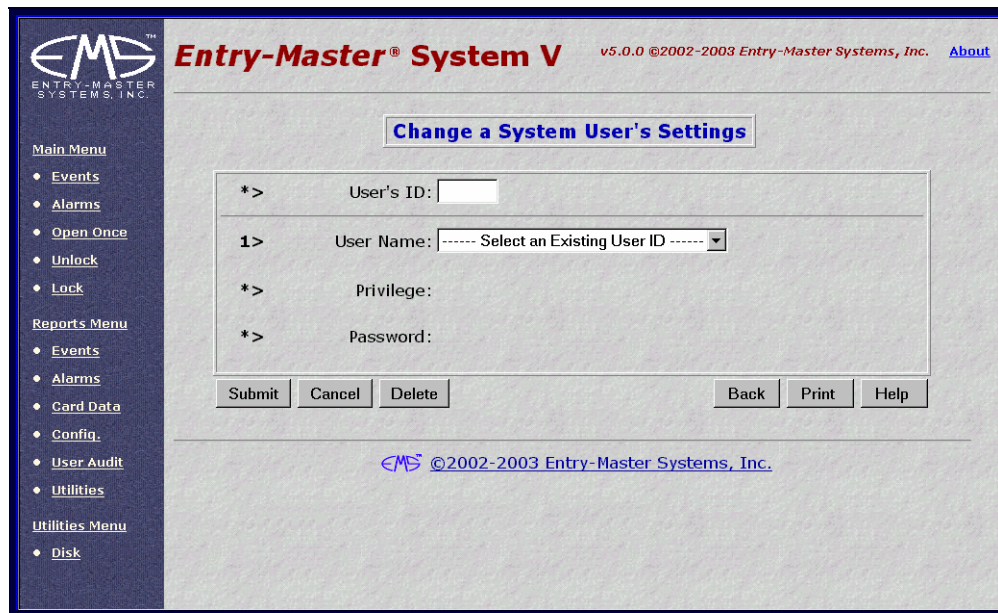 EMS™
ENTRY-MASTER
SYSTEMS, INC.
Entry-Master® System V
v5.0.0 ©2002-2003 Entry-Master Systems, Inc.
About
Main Menu
Events
Alarms
Open Once
Unlock
Lock
Reports Menu
Events
Alarms
Card Data
Config.
User Audit
Utilities
Utilities Menu
Disk
Change a System User's Settings
*> User's ID:
1> User Name: ------ Select an Existing User ID ------
*> Privilege:
*> Password:
Submit Cancel Delete Back Print Help
EMS™ ©2002-2003 Entry-Master Systems, Inc.